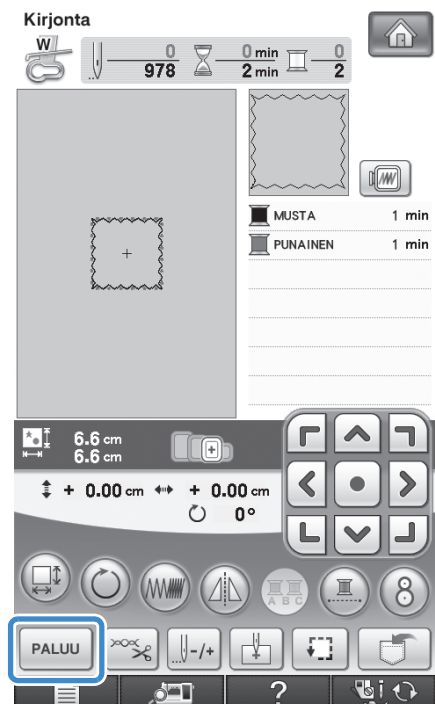 Kirjonta
W
0 0 min 0
978 2 min 2
MUSTA 1 min
PUNAINEN 1 min
6.6 cm
6.6 cm
+ 0.00 cm + 0.00 cm
0°
A B C
8
PALUU
-/+
?
i